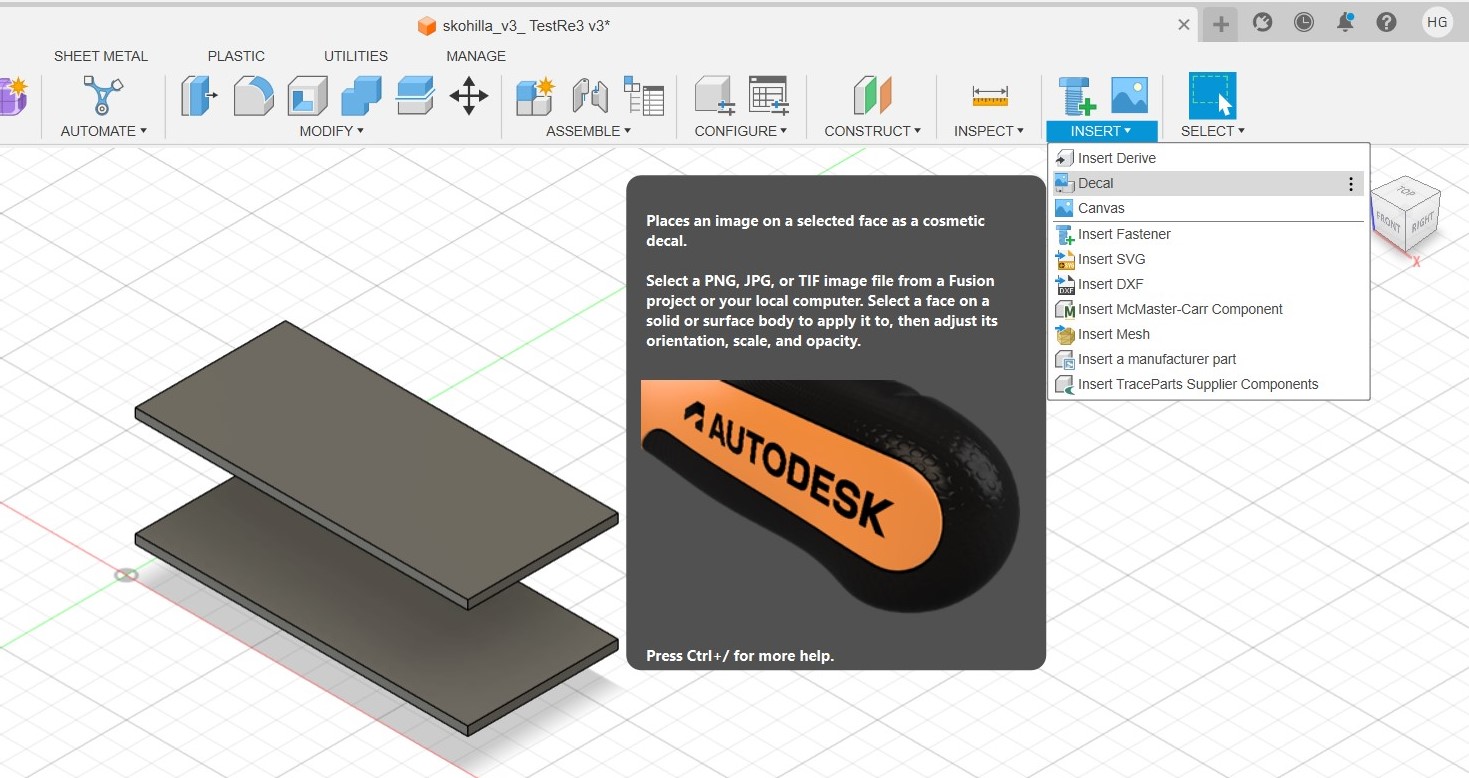 skohilla_v3_ TestRe3 v3*
HG
SHEET METAL
PLASTIC
UTILITIES
MANAGE
AUTOMATE
MODIFY
ASSEMBLE
CONFIGURE
CONSTRUCT
INSPECT
INSERT
SELECT
Insert Derive
Decal
Canvas
Insert Fastener
Insert SVG
Insert DXF
Insert McMaster-Carr Component
Insert Mesh
Insert a manufacturer part
Insert TraceParts Supplier Components
Places an image on a selected face as a cosmetic
decal.
Select a PNG, JPG, or TIF image file from a Fusion
project or your local computer. Select a face on a
solid or surface body to apply it to, then adjust its
orientation, scale, and opacity.
AUTODESK
Press Ctrl+/ for more help.
TOP
FRONT
RIGHT
X